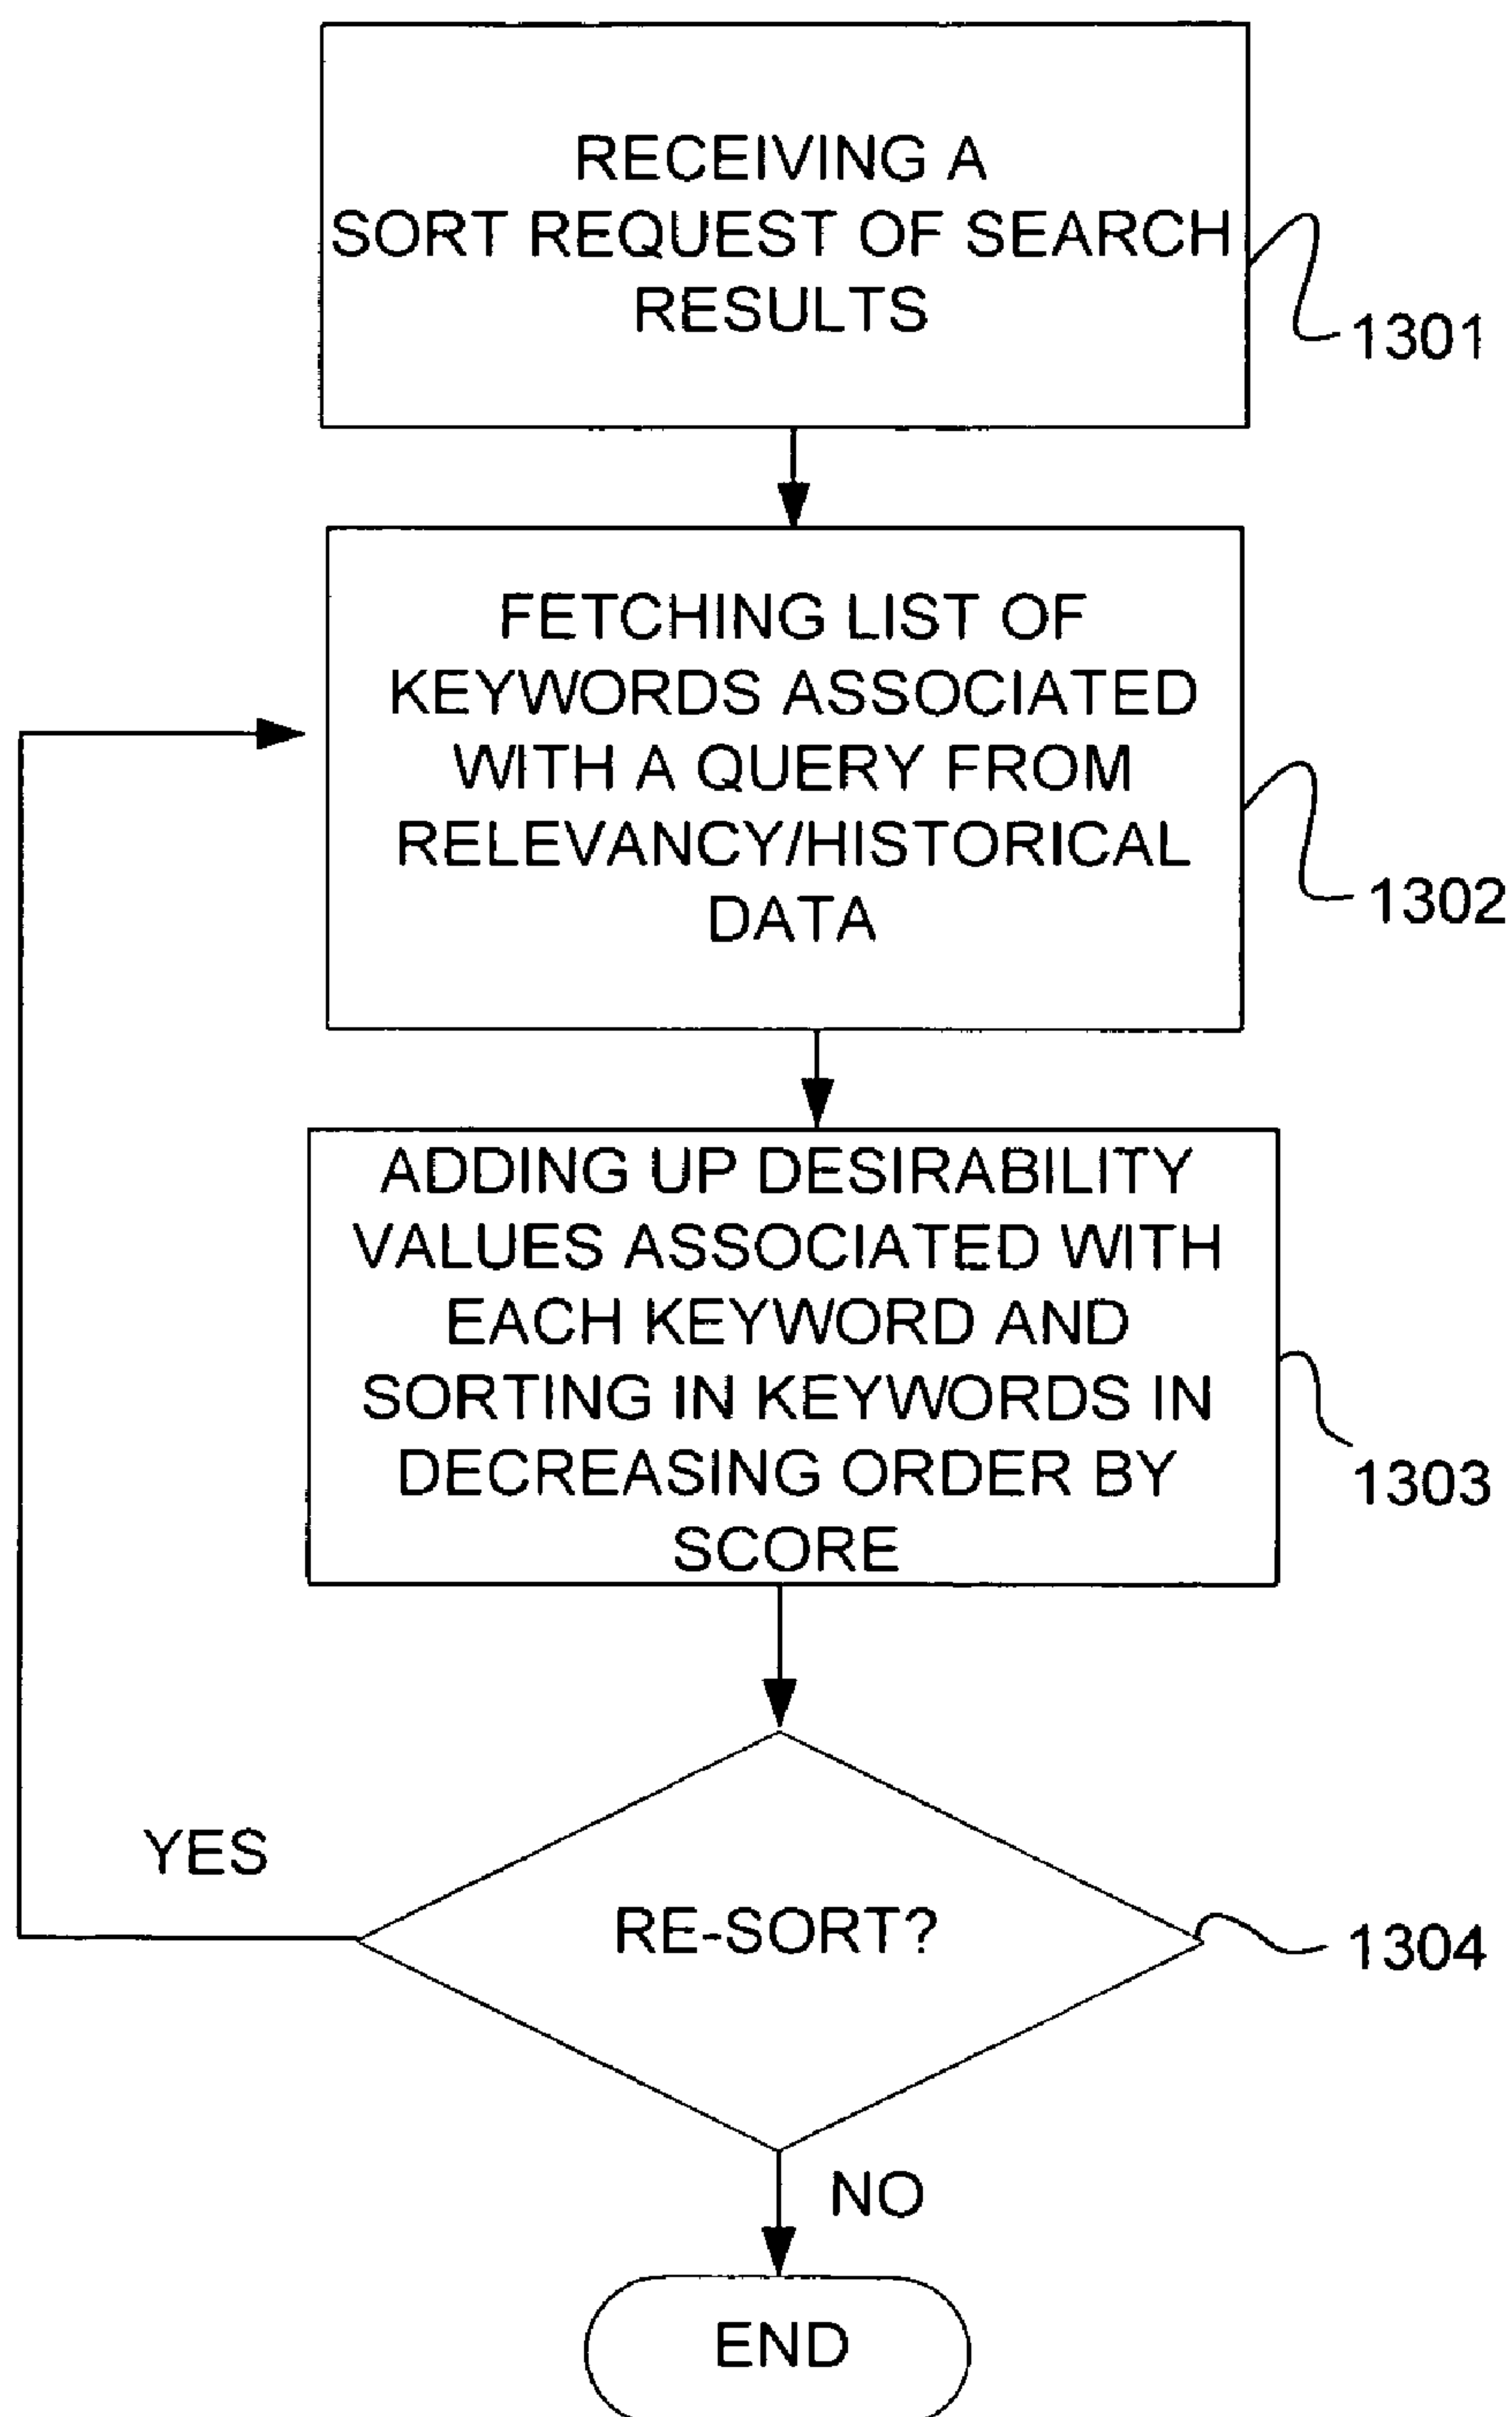 RECEIVING A
SORT REQUEST OF SEARCH
RESULTS
1301
FETCHING LIST OF
KEYWORDS ASSOCIATED
WITH A QUERY FROM
RELEVANCY/HISTORICAL
DATA
1302
ADDING UP DESIRABILITY
VALUES ASSOCIATED WITH
EACH KEYWORD AND
SORTING IN KEYWORDS IN
DECREASING ORDER BY
SCORE
1303
YES
RE-SORT?
1304
NO
END